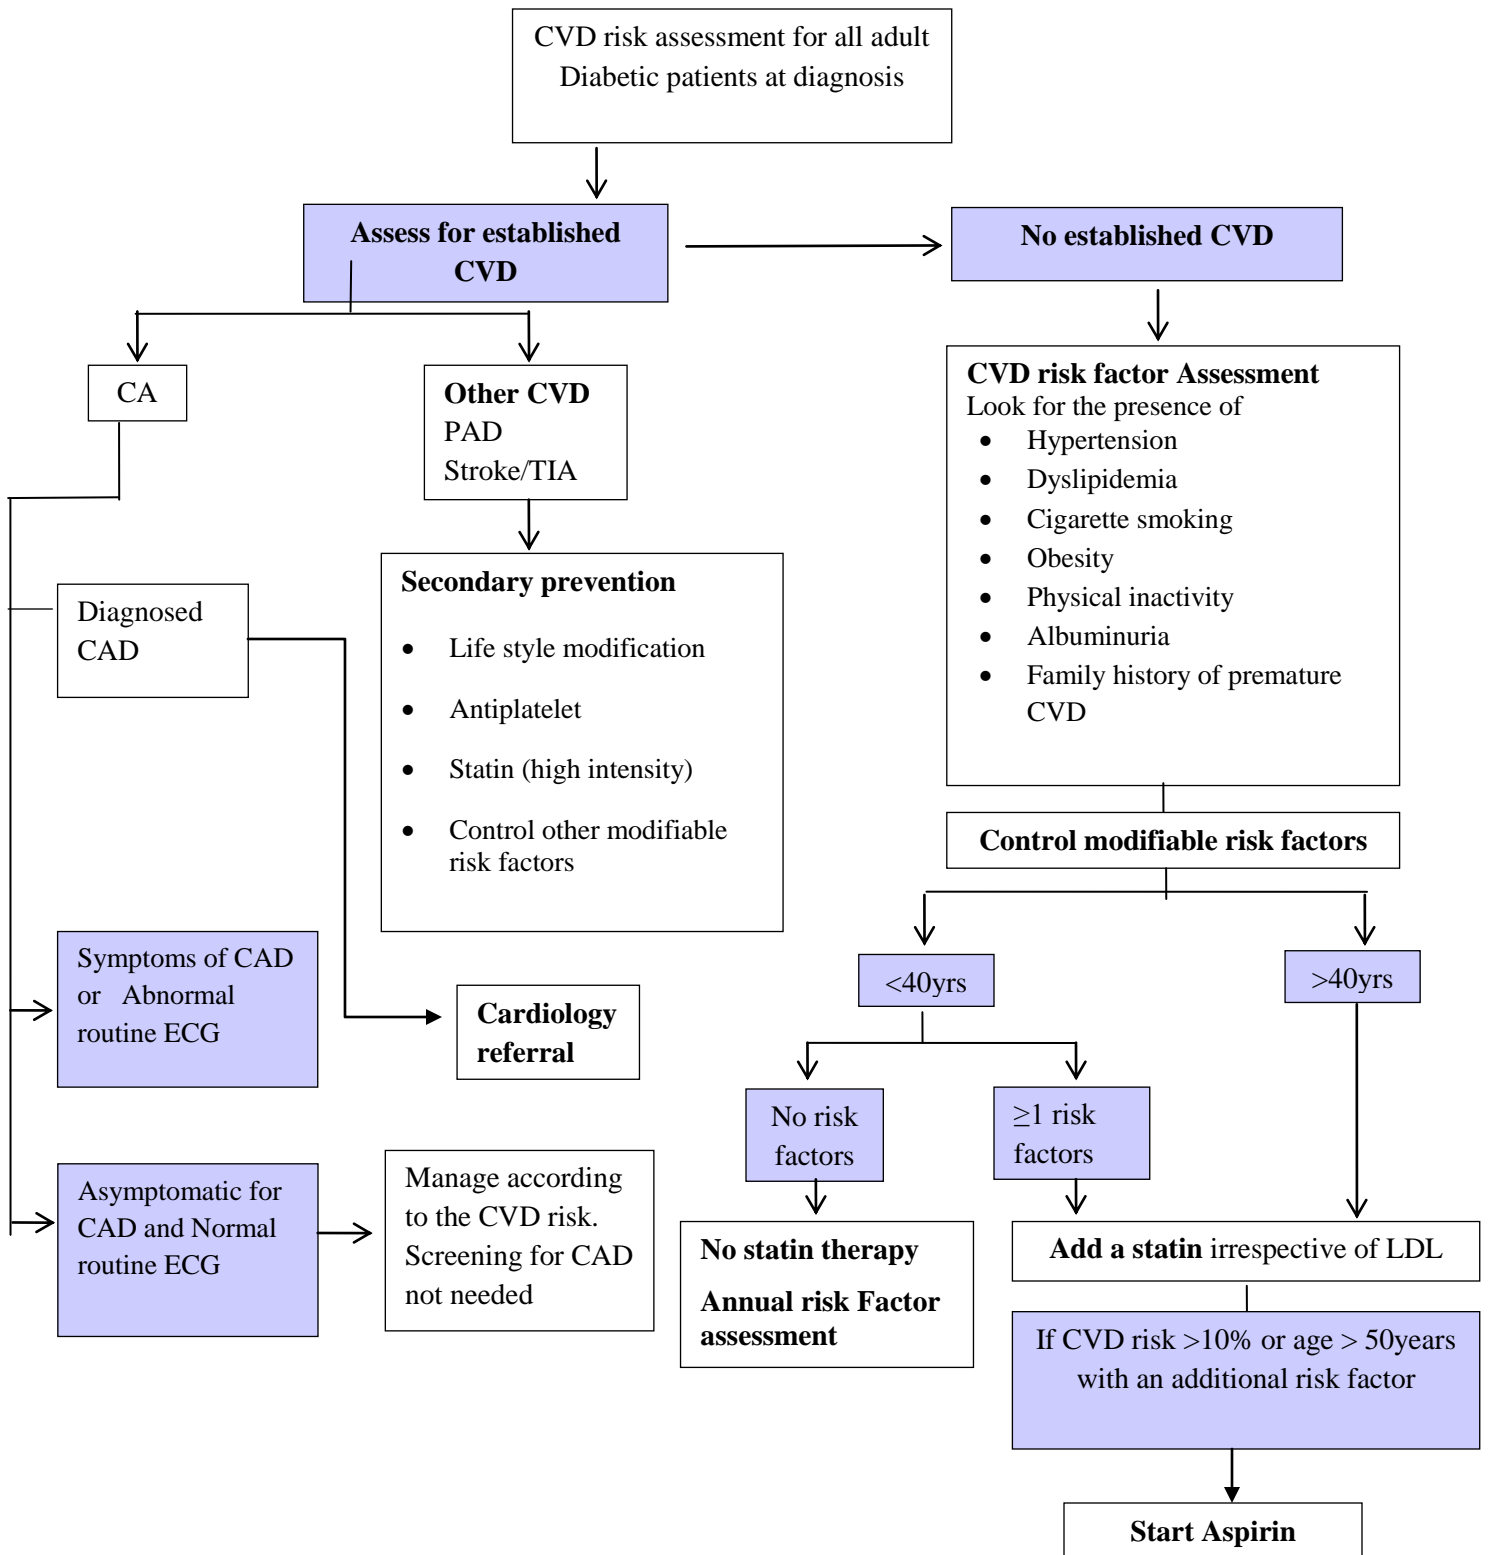 CVD risk assessment for all adult
Diabetic patients at diagnosis
Assess for established
CVD
No established CVD
CA
Other CVD
PAD
Stroke/TIA
CVD risk factor Assessment
Look for the presence of
• Hypertension
• Dyslipidemia
• Cigarette smoking
• Obesity
• Physical inactivity
• Albuminuria
• Family history of premature
CVD
Diagnosed
CAD
Secondary prevention
• Life style modification
• Antiplatelet
• Statin (high intensity)
• Control other modifiable
risk factors
Control modifiable risk factors
<40yrs
>40yrs
Symptoms of CAD
or Abnormal
routine ECG
Cardiology
referral
No risk
factors
≥1 risk
factors
Asymptomatic for
CAD and Normal
routine ECG
Manage according
to the CVD risk.
Screening for CAD
not needed
No statin therapy
Annual risk Factor
assessment
Add a statin irrespective of LDL
If CVD risk >10% or age > 50years
with an additional risk factor
Start Aspirin